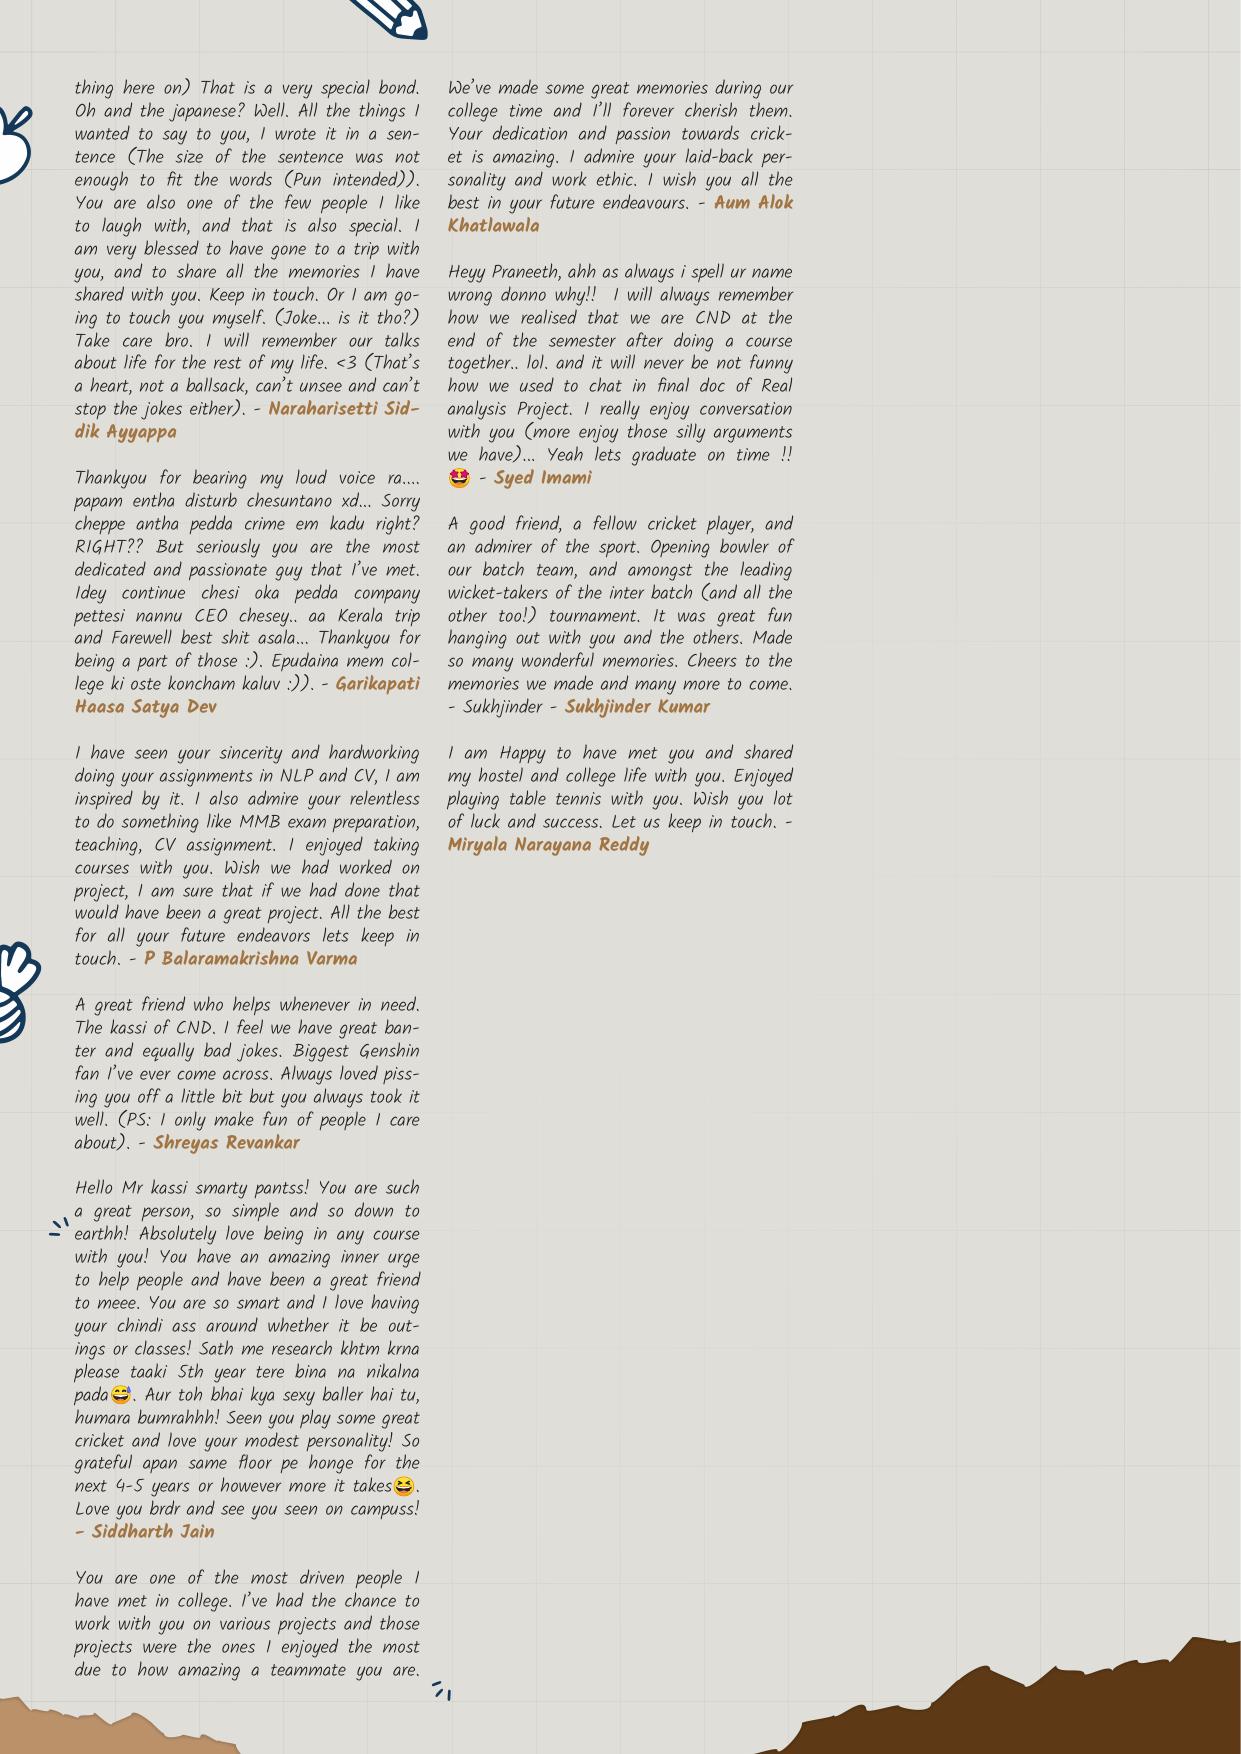 thing here on) That is a very special bond.
Oh and the japanese? Well. All the things I
wanted to say to you, I wrote it in a sen-
tence (The size of the sentence was not
enough to fit the words (Pun intended)).
You are also one of the few people I like
to laugh with, and that is also special. I
am very blessed to have gone to a trip with
you, and to share all the memories I have
shared with you. Keep in touch. Or I am go-
ing to touch you myself. (Joke... is it tho?)
Take care bro. I will remember our talks
about life for the rest of my life. <3 (That's
a heart, not a ballsack, can't unsee and can't
stop the jokes either). - Naraharisetti Sid-
dik Ayyappa

Thankyou for bearing my loud voice ra....
papam entha disturb chesuntano xd... Sorry
cheppe antha pedda crime em kadu right?
RIGHT?? But seriously you are the most
dedicated and passionate guy that I've met.
Idey continue chesi oka pedda company
pettesi nannu CEO chesey.. aa Kerala trip
and Farewell best shit asala... Thankyou for
being a part of those :). Epudaina mem col-
lege ki oste koncham kaluv :)). - Garikapati
Haasa Satya Dev

I have seen your sincerity and hardworking
doing your assignments in NLP and CV, I am
inspired by it. I also admire your relentless
to do something like MMB exam preparation,
teaching, CV assignment. I enjoyed taking
courses with you. Wish we had worked on
project, I am sure that if we had done that
would have been a great project. All the best
for all your future endeavors lets keep in
touch. - P Balaramakrishna Varma

A great friend who helps whenever in need.
The kassi of CND. I feel we have great ban-
ter and equally bad jokes. Biggest Genshin
fan I've ever come across. Always loved piss-
ing you off a little bit but you always took it
well. (PS: I only make fun of people I care
about). - Shreyas Revankar

Hello Mr kassi smarty pantss! You are such
a great person, so simple and so down to
earthh! Absolutely love being in any course
with you! You have an amazing inner urge
to help people and have been a great friend
to meee. You are so smart and I love having
your chindi ass around whether it be out-
ings or classes! Sath me research khtm krna
please taaki 5th year tere bina na nikalna
pada😅. Aur toh bhai kya sexy baller hai tu,
humara bumrahhh! Seen you play some great
cricket and love your modest personality! So
grateful apan same floor pe honge for the
next 4-5 years or however more it takes😆.
Love you brdr and see you seen on campuss!
- Siddharth Jain

You are one of the most driven people I
have met in college. I've had the chance to
work with you on various projects and those
projects were the ones I enjoyed the most
due to how amazing a teammate you are.
We've made some great memories during our
college time and I'll forever cherish them.
Your dedication and passion towards crick-
et is amazing. I admire your laid-back per-
sonality and work ethic. I wish you all the
best in your future endeavours. - Aum Alok
Khatlawala

Heyy Praneeth, ahh as always i spell ur name
wrong donno why!! I will always remember
how we realised that we are CND at the
end of the semester after doing a course
together.. lol. and it will never be not funny
how we used to chat in final doc of Real
analysis Project. I really enjoy conversation
with you (more enjoy those silly arguments
we have)... Yeah lets graduate on time !!
🤩 - Syed Imami

A good friend, a fellow cricket player, and
an admirer of the sport. Opening bowler of
our batch team, and amongst the leading
wicket-takers of the inter batch (and all the
other too!) tournament. It was great fun
hanging out with you and the others. Made
so many wonderful memories. Cheers to the
memories we made and many more to come.
- Sukhjinder - Sukhjinder Kumar

I am Happy to have met you and shared
my hostel and college life with you. Enjoyed
playing table tennis with you. Wish you lot
of luck and success. Let us keep in touch. -
Miryala Narayana Reddy